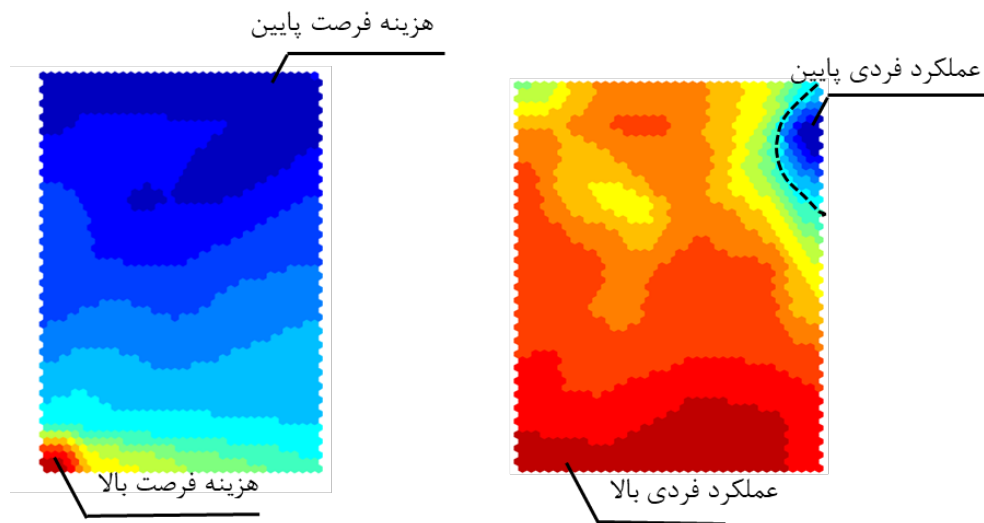 هزینه فرصت پایین
عملکرد فردی پایین
هزینه فرصت بالا
عملکرد فردی بالا